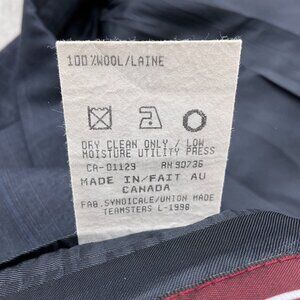 100%WOOL/LAINE
DRY CLEAN ONLY / LOW
MOISTURE UTILITY PRESS
CA-01129 RN 90736
MADE IN/FAIT AU
CANADA
FAB.SYNDICALE/UNION MADE
TEAMSTERS L-1998